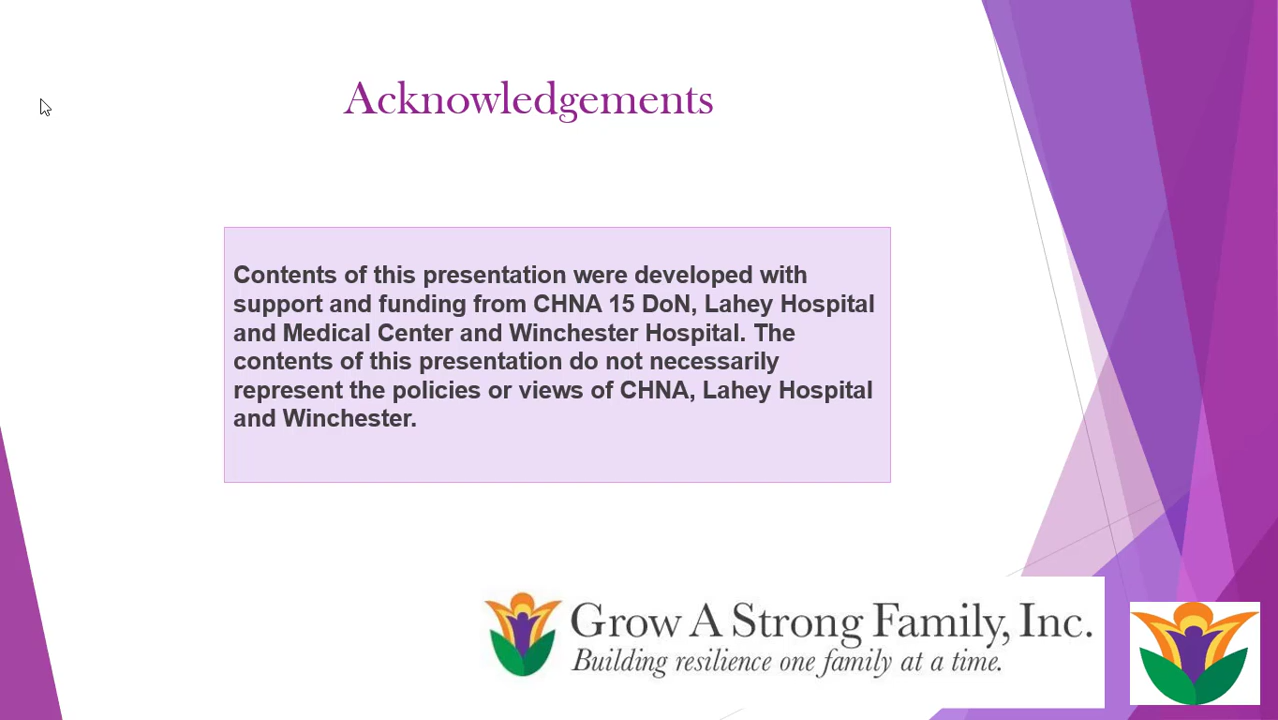 Acknowledgements
Contents of this presentation were developed with
support and funding from CHNA 15 DoN, Lahey Hospital
and Medical Center and Winchester Hospital. The
contents of this presentation do not necessarily
represent the policies or views of CHNA, Lahey Hospital
and Winchester.
Grow A Strong Family, Inc.
Building resilience one family at a time.